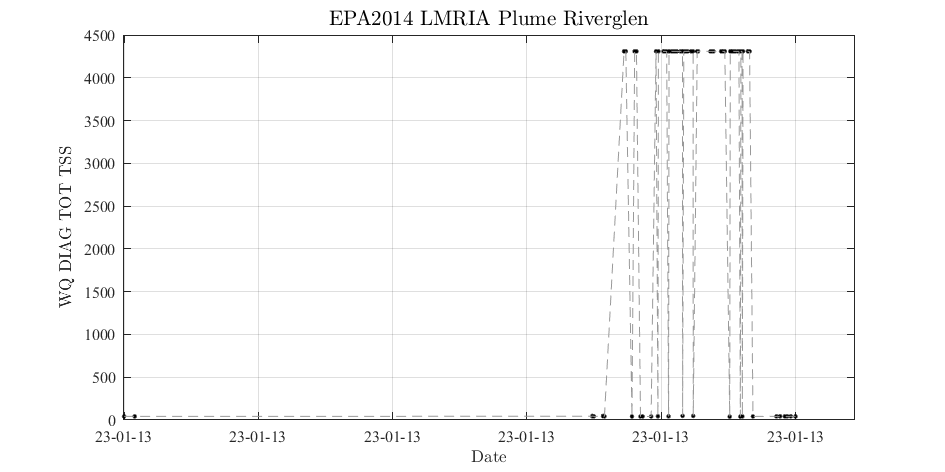 EPA2014 LMRIA Plume Riverglen
4500
4000
3500
3000
2500
2000
1500
1000
500
0
WQ DIAG TOT TSS
23-01-13 23-01-13 23-01-13 23-01-13 23-01-13 23-01-13
Date